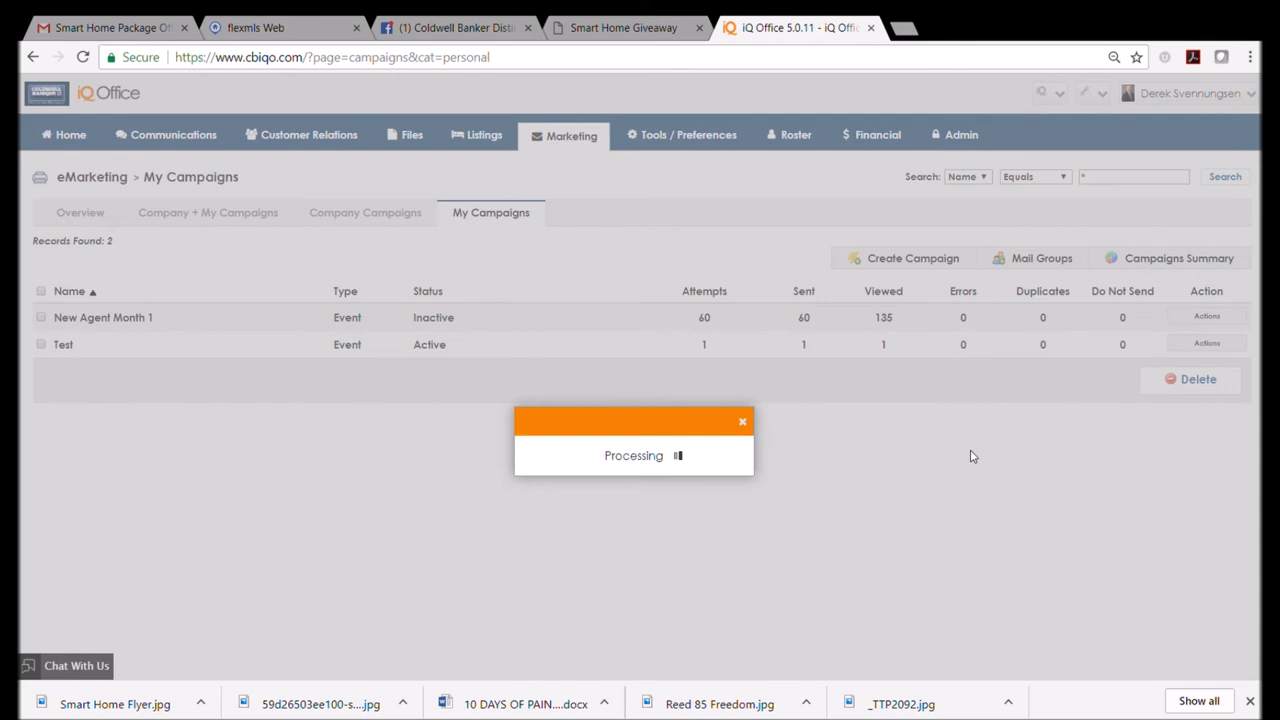 Smart Home Package Of
flexmls Web
(1) Coldwell Banker Disti
Smart Home Giveaway
iQ Office 5.0.11 - iQ Offic
Secure
https://www.cbiqo.com/?page=campaigns&cat=personal
COLDWELL BANKER
iQ Office
iQ
Derek Svennungsen
Home
Communications
Customer Relations
Files
Listings
Marketing
Tools / Preferences
Roster
$ Financial
Admin
eMarketing > My Campaigns
Search: Name Equals * Search
Overview
Company + My Campaigns
Company Campaigns
My Campaigns
Records Found: 2
Create Campaign
Mail Groups
Campaigns Summary
Name Type Status Attempts Sent Viewed Errors Duplicates Do Not Send Action
New Agent Month 1 Event Inactive 60 60 135 0 0 0 Actions
Test Event Active 1 1 1 0 0 0 Actions
Delete
Processing
Chat With Us
Smart Home Flyer.jpg
59d26503ee100-s....jpg
10 DAYS OF PAIN....docx
Reed 85 Freedom.jpg
_TTP2092.jpg
Show all